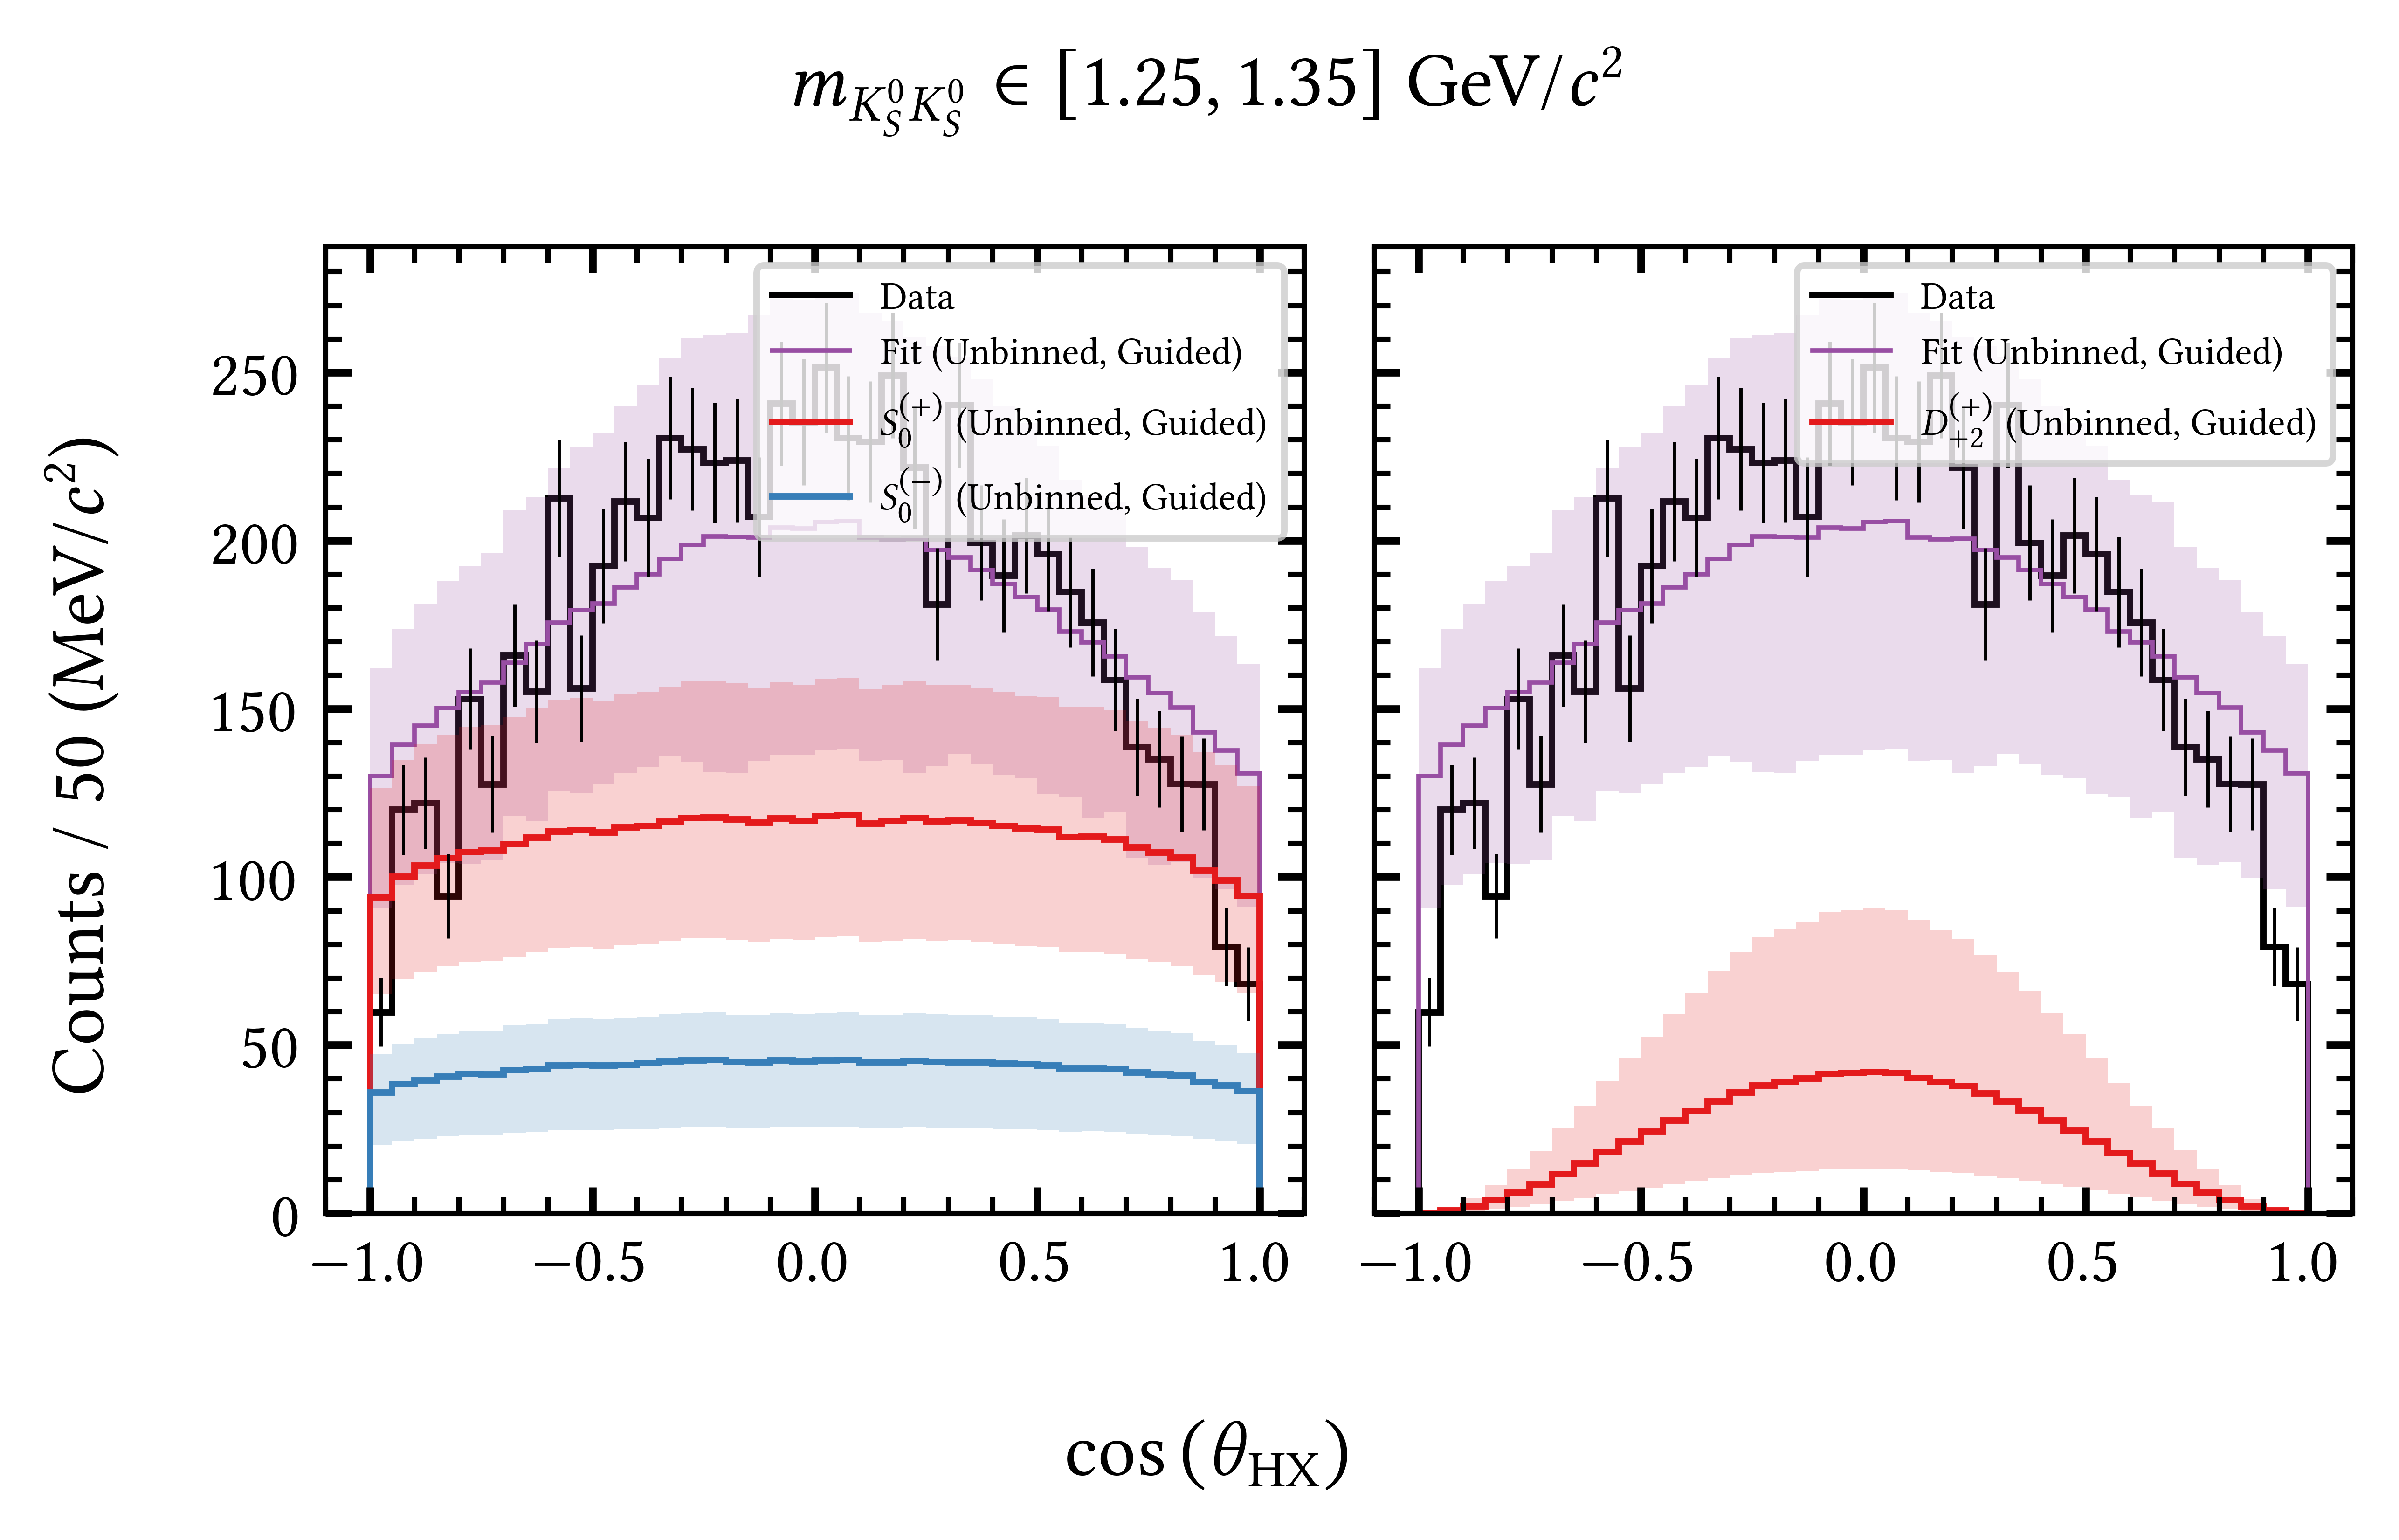 m_{K_S^0 K_S^0} ∈ [1.25, 1.35] GeV/c²
Counts / 50 (MeV/c²)
250
200
150
100
50
0
Data
Fit (Unbinned, Guided)
S_0^{(+)} (Unbinned, Guided)
S_0^{(−)} (Unbinned, Guided)
−1.0 −0.5 0.0 0.5 1.0
Data
Fit (Unbinned, Guided)
D_{+2}^{(+)} (Unbinned, Guided)
−1.0 −0.5 0.0 0.5 1.0
cos (θ_{HX})